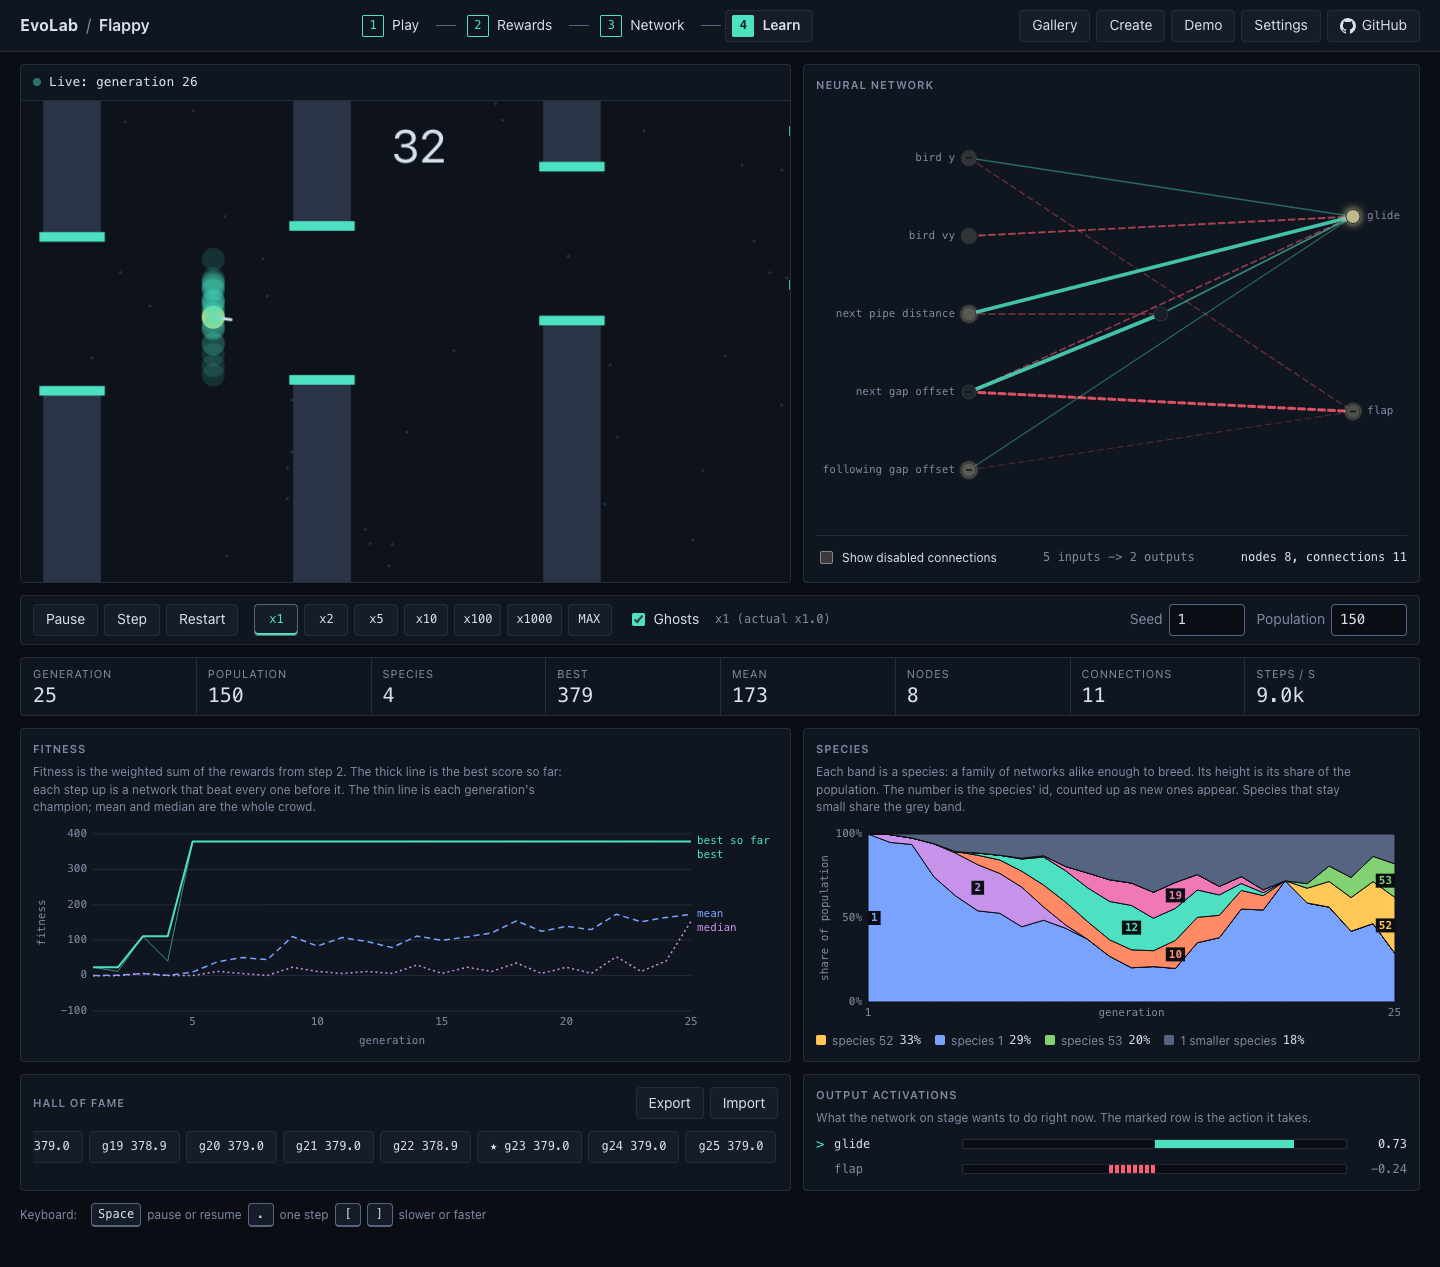 EvoLab / Flappy
1 Play
2 Rewards
3 Network
4 Learn
Gallery
Create
Demo
Settings
GitHub
Live: generation 26
32
NEURAL NETWORK
bird y
bird vy
next pipe distance
next gap offset
following gap offset
glide
flap
Show disabled connections
5 inputs -> 2 outputs
nodes 8, connections 11
Pause
Step
Restart
x1
x2
x5
x10
x100
x1000
MAX
Ghosts
x1 (actual x1.0)
Seed 1
Population 150
GENERATION
25
POPULATION
150
SPECIES
4
BEST
379
MEAN
173
NODES
8
CONNECTIONS
11
STEPS / S
9.0k
FITNESS
Fitness is the weighted sum of the rewards from step 2. The thick line is the best score so far:
each step up is a network that beat every one before it. The thin line is each generation's
champion; mean and median are the whole crowd.
400
300
200
100
0
−100
fitness
5
10
15
20
25
generation
best so far
best
mean
median
SPECIES
Each band is a species: a family of networks alike enough to breed. Its height is its share of the
population. The number is the species' id, counted up as new ones appear. Species that stay
small share the grey band.
100%
50%
0%
share of population
1
2
19
12
10
53
52
1
generation
25
species 52 33%
species 1 29%
species 53 20%
1 smaller species 18%
HALL OF FAME
Export
Import
379.0
g19 378.9
g20 379.0
g21 379.0
g22 378.9
★ g23 379.0
g24 379.0
g25 379.0
OUTPUT ACTIVATIONS
What the network on stage wants to do right now. The marked row is the action it takes.
> glide 0.73
flap −0.24
Keyboard: Space pause or resume . one step [ ] slower or faster